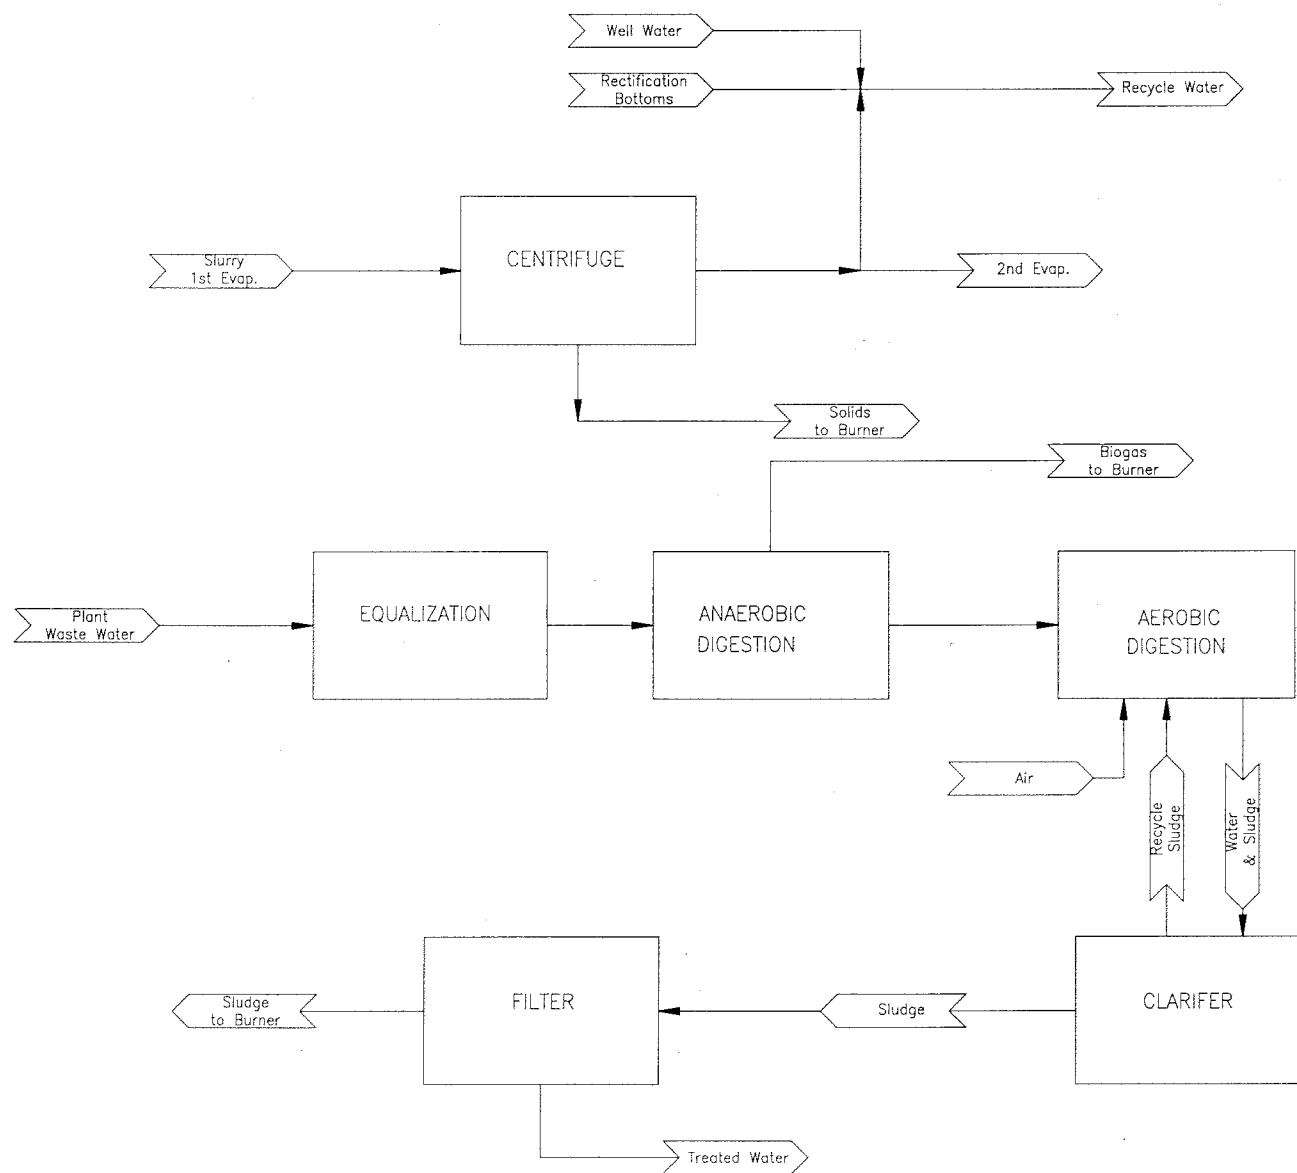 Well Water
Rectification
Bottoms
Recycle Water
Slurry
1st Evap.
CENTRIFUGE
2nd Evap.
Solids
to Burner
Biogas
to Burner
Plant
Waste Water
EQUALIZATION
ANAEROBIC
DIGESTION
AEROBIC
DIGESTION
Air
Recycle
Sludge
Water
& Sludge
Sludge
to Burner
FILTER
Sludge
CLARIFER
Treated Water